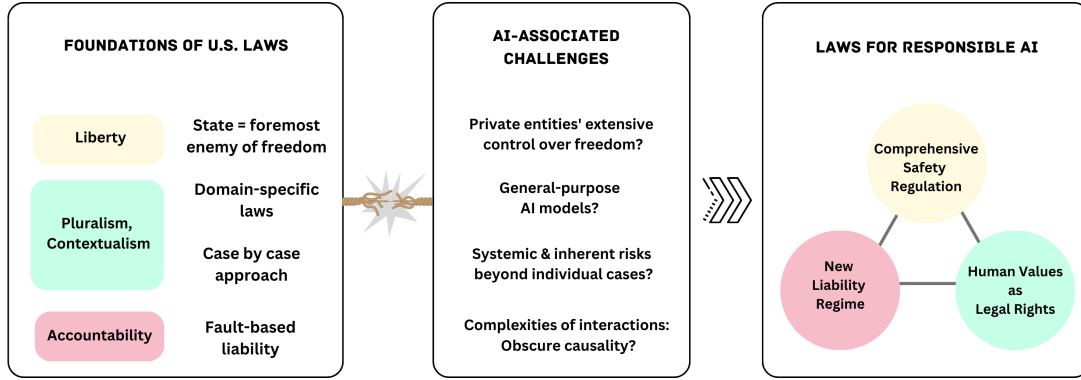 FOUNDATIONS OF U.S. LAWS
Liberty
State = foremost
enemy of freedom
Pluralism,
Contextualism
Domain-specific
laws
Case by case
approach
Accountability
Fault-based
liability
AI-ASSOCIATED
CHALLENGES
Private entities' extensive
control over freedom?
General-purpose
AI models?
Systemic & inherent risks
beyond individual cases?
Complexities of interactions:
Obscure causality?
LAWS FOR RESPONSIBLE AI
Comprehensive
Safety
Regulation
New
Liability
Regime
Human Values
as
Legal Rights